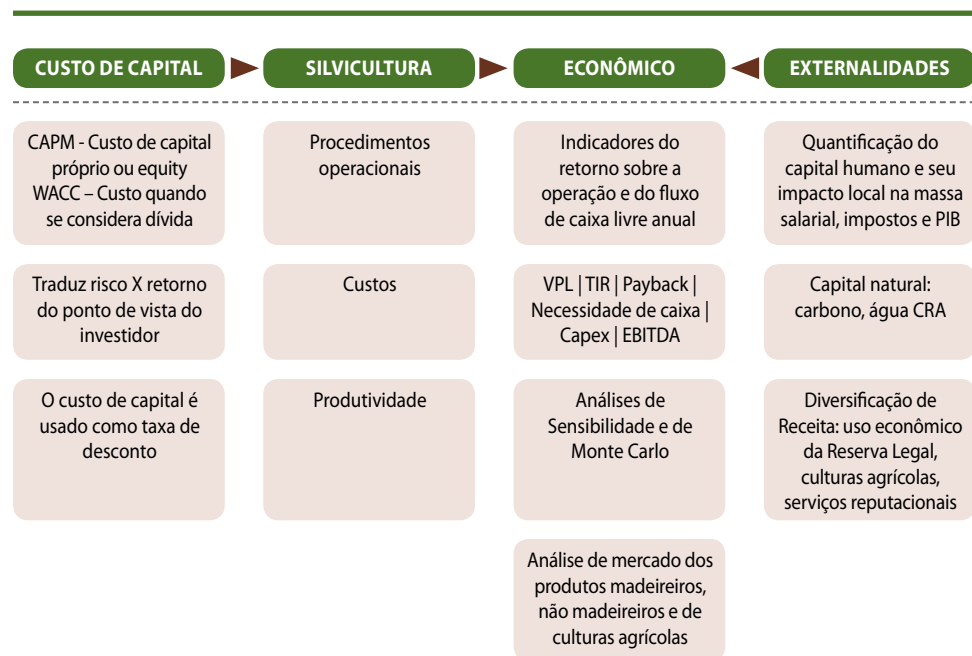 CUSTO DE CAPITAL
SILVICULTURA
ECONÔMICO
EXTERNALIDADES
CAPM - Custo de capital
próprio ou equity
WACC – Custo quando
se considera dívida
Procedimentos
operacionais
Indicadores do
retorno sobre a
operação e do fluxo
de caixa livre anual
Quantificação do
capital humano e seu
impacto local na massa
salarial, impostos e PIB
Traduz risco X retorno
do ponto de vista do
investidor
Custos
VPL | TIR | Payback |
Necessidade de caixa |
Capex | EBITDA
Capital natural:
carbono, água CRA
O custo de capital é
usado como taxa de
desconto
Produtividade
Análises de
Sensibilidade e de
Monte Carlo
Diversificação de
Receita: uso econômico
da Reserva Legal,
culturas agrícolas,
serviços reputacionais
Análise de mercado dos
produtos madeireiros,
não madeireiros e de
culturas agrícolas